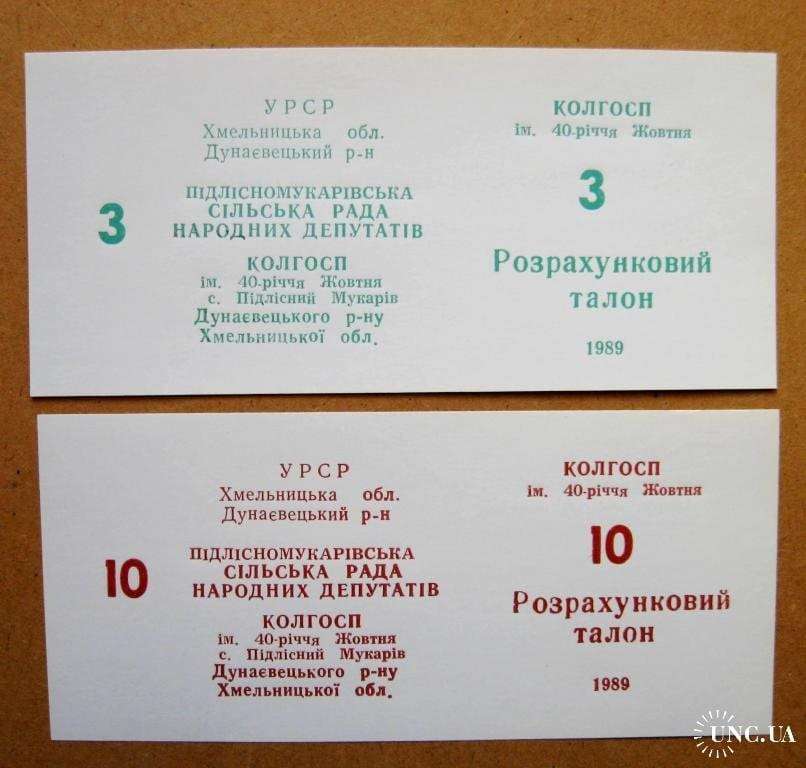 УРСР
Хмельницька обл.
Дунаєвецький р-н
3
ПІДЛІСНОМУКАРІВСЬКА
СІЛЬСЬКА РАДА
НАРОДНИХ ДЕПУТАТІВ
КОЛГОСП
ім. 40-річчя Жовтня
с. Підлісний Мукарів
Дунаєвецького р-ну
Хмельницької обл.
КОЛГОСП
ім. 40-річчя Жовтня
3
Розрахунковий
талон
1989
УРСР
Хмельницька обл.
Дунаєвецький р-н
10
ПІДЛІСНОМУКАРІВСЬКА
СІЛЬСЬКА РАДА
НАРОДНИХ ДЕПУТАТІВ
КОЛГОСП
ім. 40-річчя Жовтня
с. Підлісний Мукарів
Дунаєвецького р-ну
Хмельницької обл.
КОЛГОСП
ім. 40-річчя Жовтня
10
Розрахунковий
талон
1989
UNC.UA